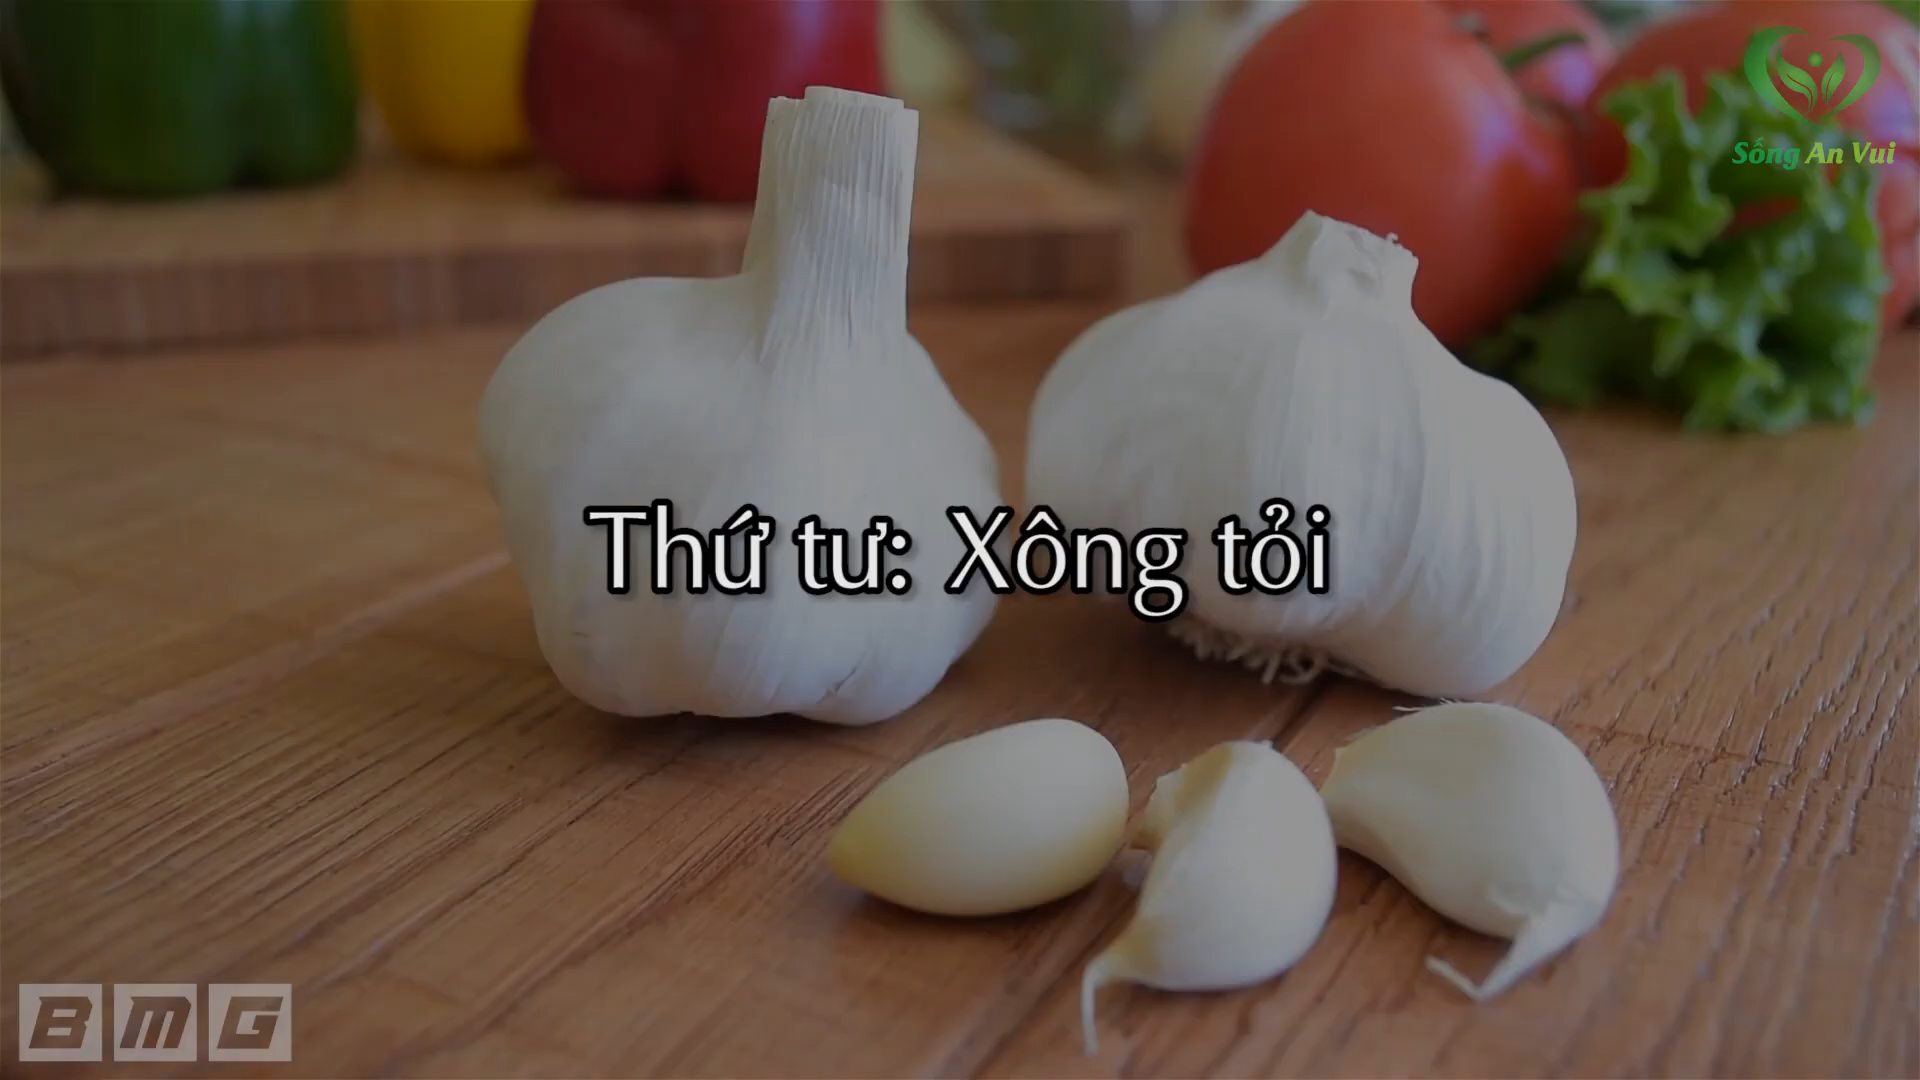 Sống An Vui
Thứ tư: Xông tỏi
BMG